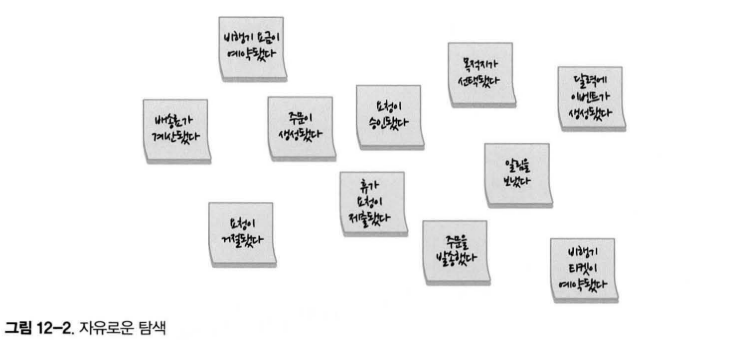 비행기 요금이
예약됐다
목적지가
선택됐다
달력에
이벤트가
생성됐다
배송료가
계산됐다
주문이
생성됐다
요청이
승인됐다
알림을
보냈다
휴가
요청이
제출됐다
요청이
거절됐다
주문을
발송했다
비행기
티켓이
예약됐다
그림 12-2. 자유로운 탐색